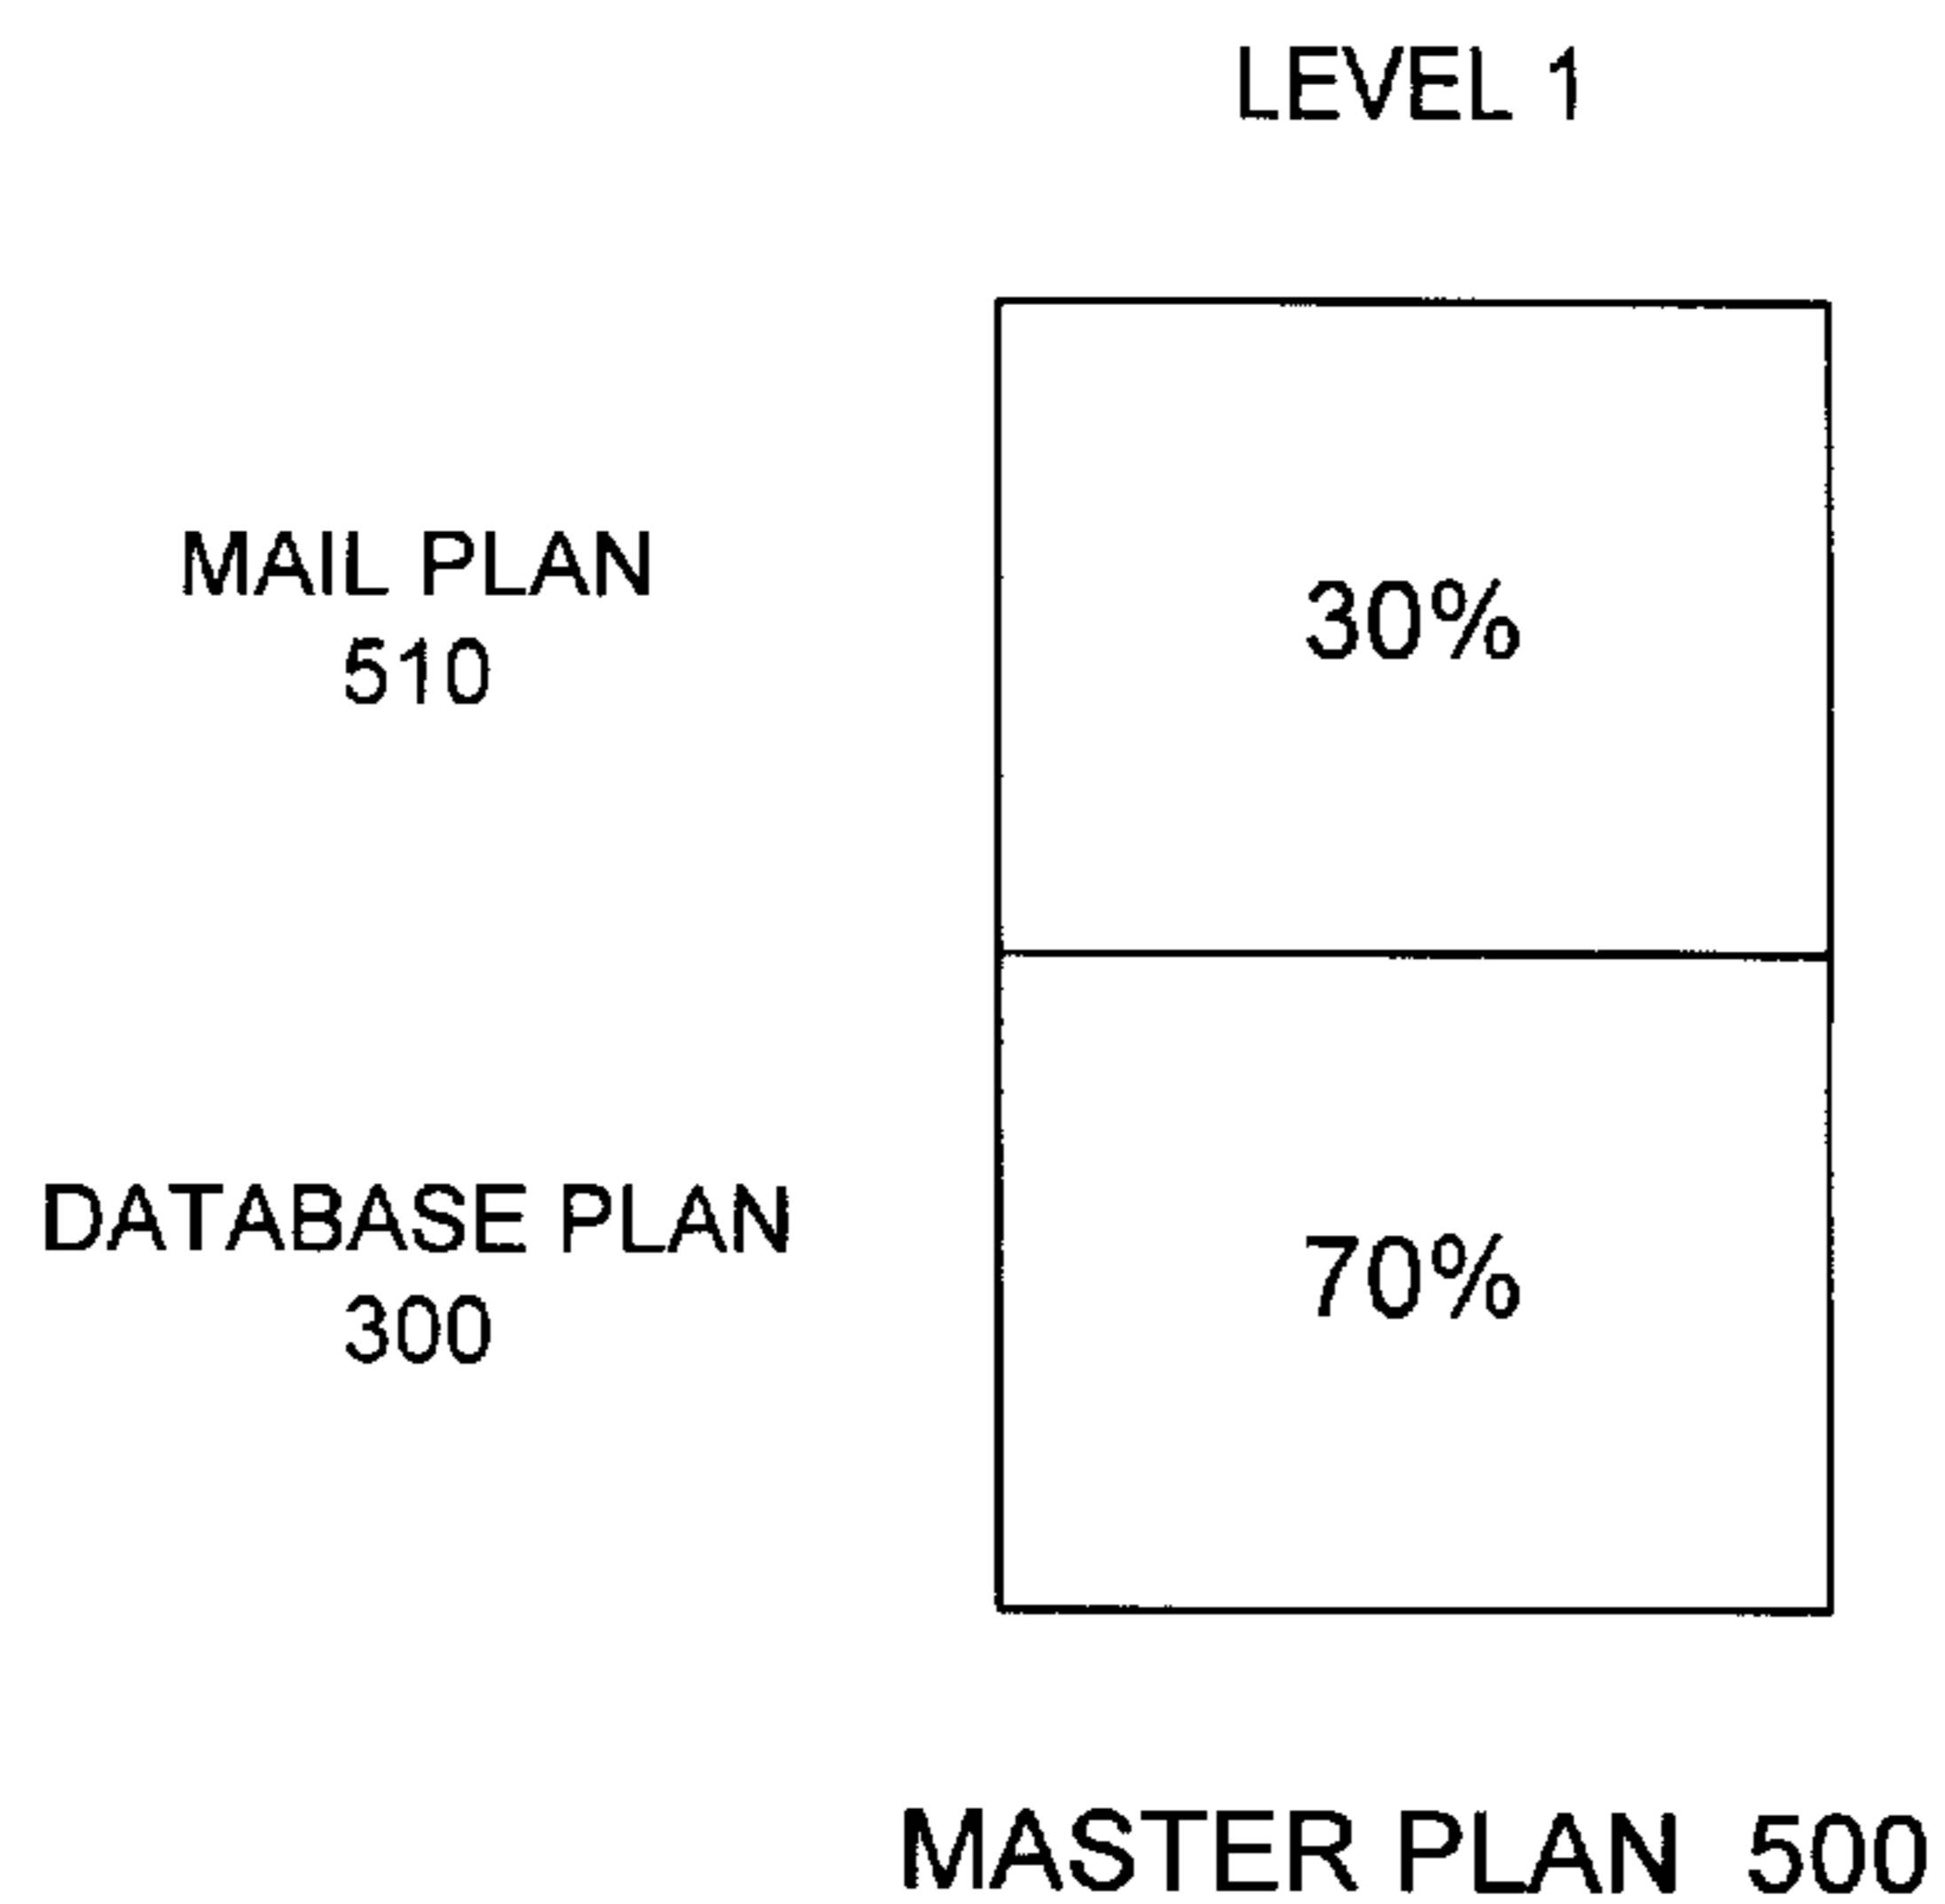 LEVEL 1
MAIL PLAN
510
30%
DATABASE PLAN
300
70%
MASTER PLAN 500